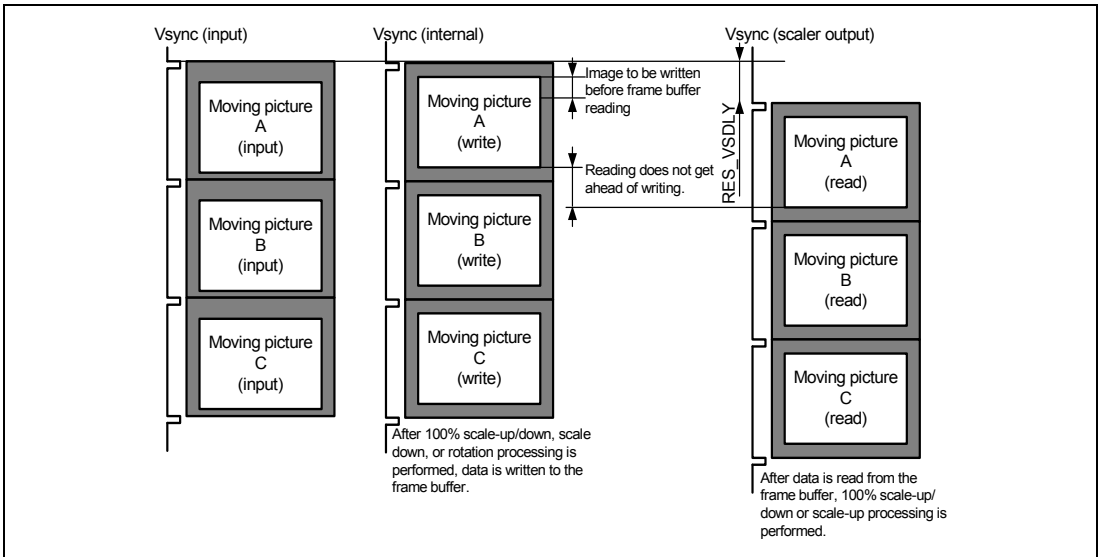 Vsync (input)
Vsync (internal)
Vsync (scaler output)
Moving picture
A
(input)
Moving picture
B
(input)
Moving picture
C
(input)
Moving picture
A
(write)
Moving picture
B
(write)
Moving picture
C
(write)
Image to be written
before frame buffer
reading
Reading does not get
ahead of writing.
RES_VSDLY
Moving picture
A
(read)
Moving picture
B
(read)
Moving picture
C
(read)
After 100% scale-up/down, scale
down, or rotation processing is
performed, data is written to the
frame buffer.
After data is read from the
frame buffer, 100% scale-up/
down or scale-up processing is
performed.